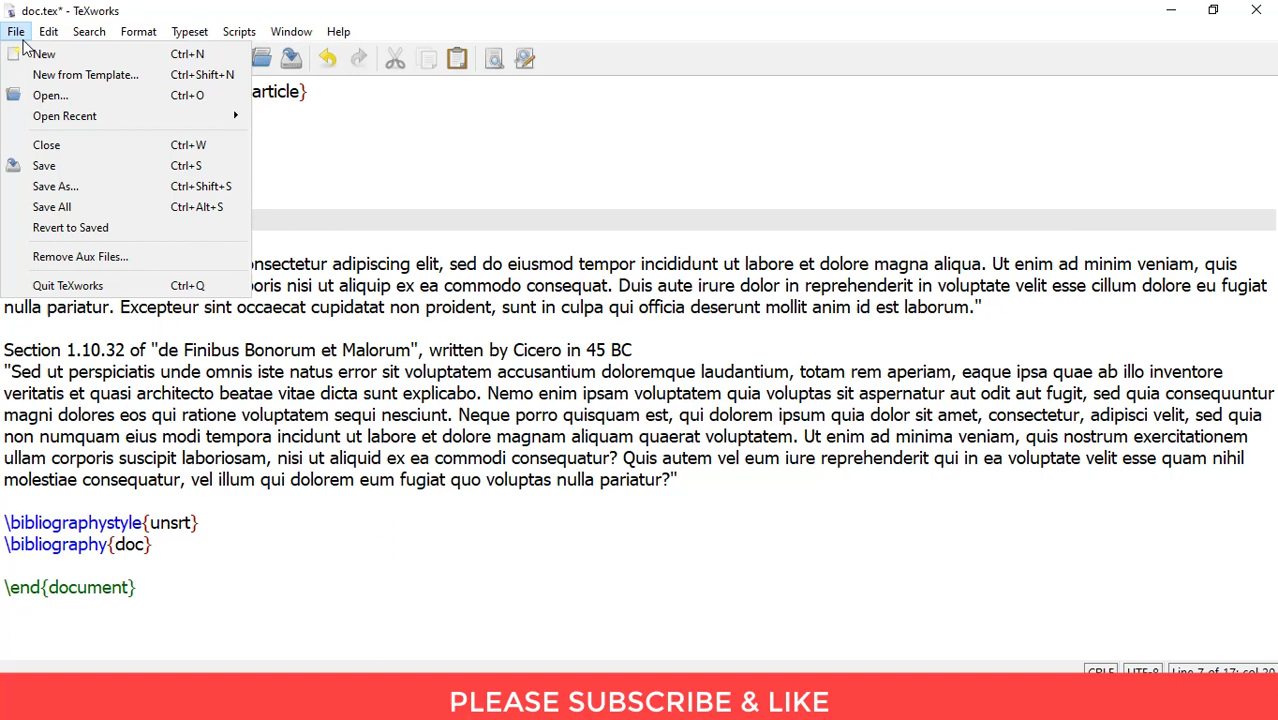 doc.tex* - TeXworks
File Edit Search Format Typeset Scripts Window Help
New Ctrl+N
New from Template... Ctrl+Shift+N
Open... Ctrl+O
Open Recent
Close Ctrl+W
Save Ctrl+S
Save As... Ctrl+Shift+S
Save All Ctrl+Alt+S
Revert to Saved
Remove Aux Files...
Quit TeXworks Ctrl+Q
article}
onsectetur adipiscing elit, sed do eiusmod tempor incididunt ut labore et dolore magna aliqua. Ut enim ad minim veniam, quis
oris nisi ut aliquip ex ea commodo consequat. Duis aute irure dolor in reprehenderit in voluptate velit esse cillum dolore eu fugiat
nulla pariatur. Excepteur sint occaecat cupidatat non proident, sunt in culpa qui officia deserunt mollit anim id est laborum."
Section 1.10.32 of "de Finibus Bonorum et Malorum", written by Cicero in 45 BC
"Sed ut perspiciatis unde omnis iste natus error sit voluptatem accusantium doloremque laudantium, totam rem aperiam, eaque ipsa quae ab illo inventore
veritatis et quasi architecto beatae vitae dicta sunt explicabo. Nemo enim ipsam voluptatem quia voluptas sit aspernatur aut odit aut fugit, sed quia consequuntur
magni dolores eos qui ratione voluptatem sequi nesciunt. Neque porro quisquam est, qui dolorem ipsum quia dolor sit amet, consectetur, adipisci velit, sed quia
non numquam eius modi tempora incidunt ut labore et dolore magnam aliquam quaerat voluptatem. Ut enim ad minima veniam, quis nostrum exercitationem
ullam corporis suscipit laboriosam, nisi ut aliquid ex ea commodi consequatur? Quis autem vel eum iure reprehenderit qui in ea voluptate velit esse quam nihil
molestiae consequatur, vel illum qui dolorem eum fugiat quo voluptas nulla pariatur?"
\bibliographystyle{unsrt}
\bibliography{doc}
\end{document}
CRLF UTF-8 Line 7 of 17; col 20
PLEASE SUBSCRIBE & LIKE